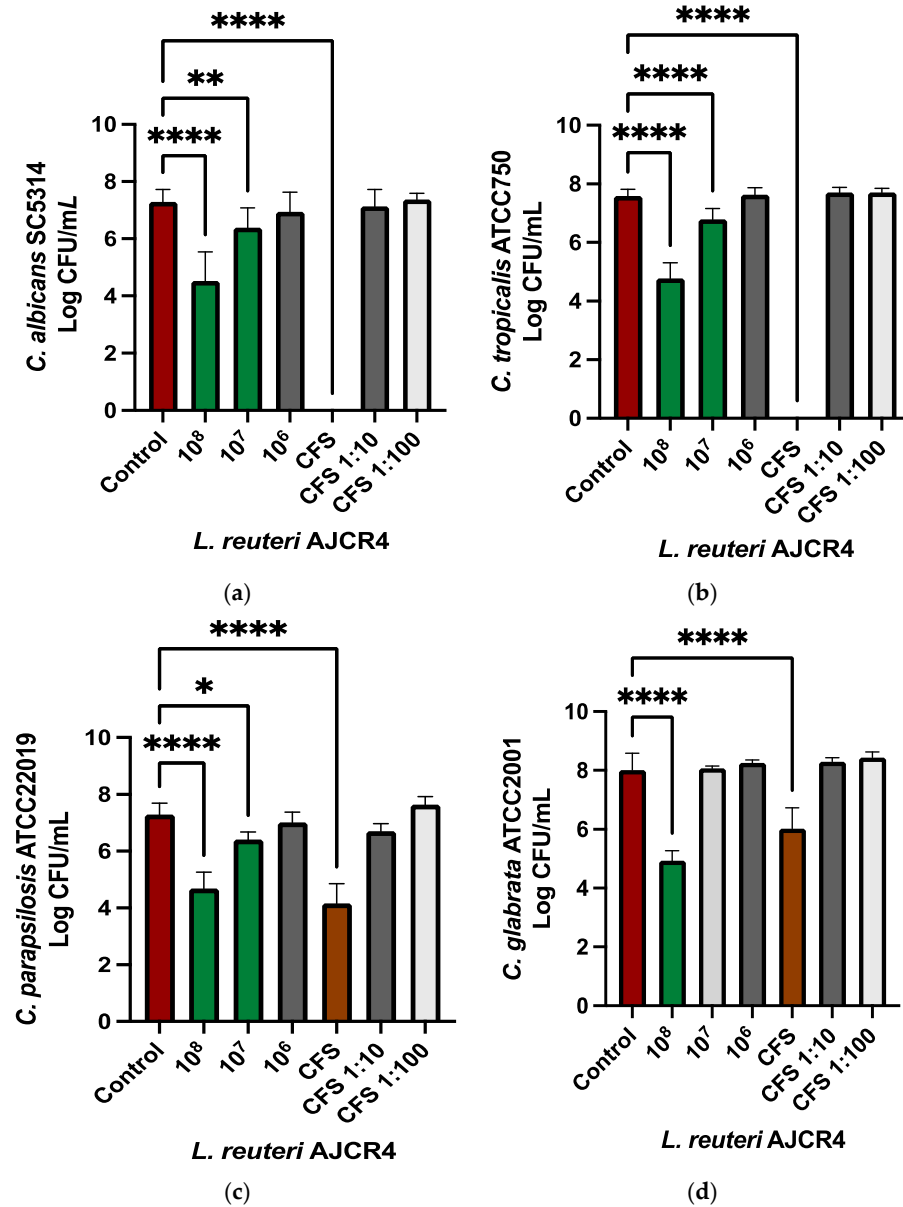 ****
**
****
C. albicans SC5314
Log CFU/mL
10
8
6
4
2
0
Control
10⁸
10⁷
10⁶
CFS
CFS 1:10
CFS 1:100
L. reuteri AJCR4
(a)
****
****
****
C. tropicalis ATCC750
Log CFU/mL
10
8
6
4
2
0
Control
10⁸
10⁷
10⁶
CFS
CFS 1:10
CFS 1:100
L. reuteri AJCR4
(b)
****
*
****
C. parapsilosis ATCC22019
Log CFU/mL
10
8
6
4
2
0
Control
10⁸
10⁷
10⁶
CFS
CFS 1:10
CFS 1:100
L. reuteri AJCR4
(c)
****
****
C. glabrata ATCC2001
Log CFU/mL
10
8
6
4
2
0
Control
10⁸
10⁷
10⁶
CFS
CFS 1:10
CFS 1:100
L. reuteri AJCR4
(d)